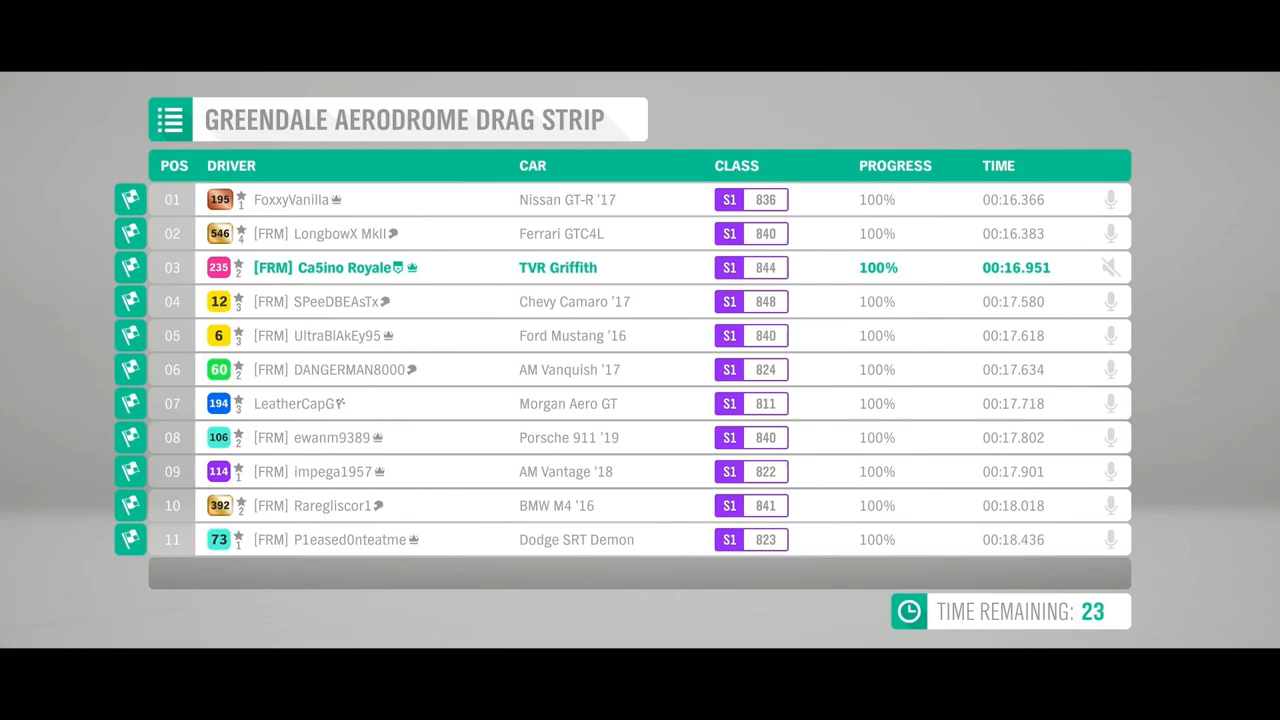 GREENDALE AERODROME DRAG STRIP
POS DRIVER CAR CLASS PROGRESS TIME
01 195 1 FoxxyVanilla Nissan GT-R '17 S1 836 100% 00:16.366
02 546 4 [FRM] LongbowX MkII Ferrari GTC4L S1 840 100% 00:16.383
03 235 2 [FRM] Ca5ino Royale TVR Griffith S1 844 100% 00:16.951
04 12 3 [FRM] SPeeDBEAsTx Chevy Camaro '17 S1 848 100% 00:17.580
05 6 3 [FRM] UltraBlAkEy95 Ford Mustang '16 S1 840 100% 00:17.618
06 60 2 [FRM] DANGERMAN8000 AM Vanquish '17 S1 824 100% 00:17.634
07 194 3 LeatherCapG Morgan Aero GT S1 811 100% 00:17.718
08 106 2 [FRM] ewanm9389 Porsche 911 '19 S1 840 100% 00:17.802
09 114 1 [FRM] impega1957 AM Vantage '18 S1 822 100% 00:17.901
10 392 2 [FRM] Raregliscor1 BMW M4 '16 S1 841 100% 00:18.018
11 73 1 [FRM] P1eased0nteatme Dodge SRT Demon S1 823 100% 00:18.436
TIME REMAINING: 23